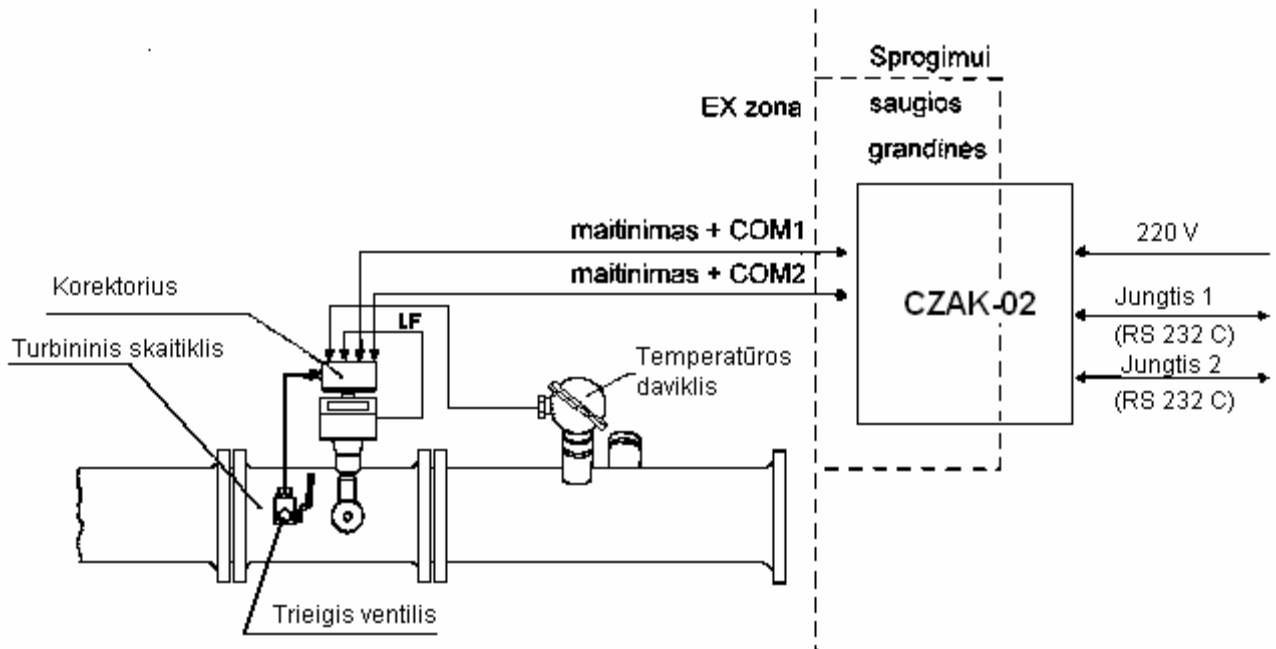 Sprogimui
EX zona
saugios
grandinės
maitinimas + COM1
maitinimas + COM2
CZAK-02
220 V
Jungtis 1
(RS 232 C)
Jungtis 2
(RS 232 C)
Korektorius
LF
Turbininis skaitiklis
Temperatūros
daviklis
Trieigis ventilis